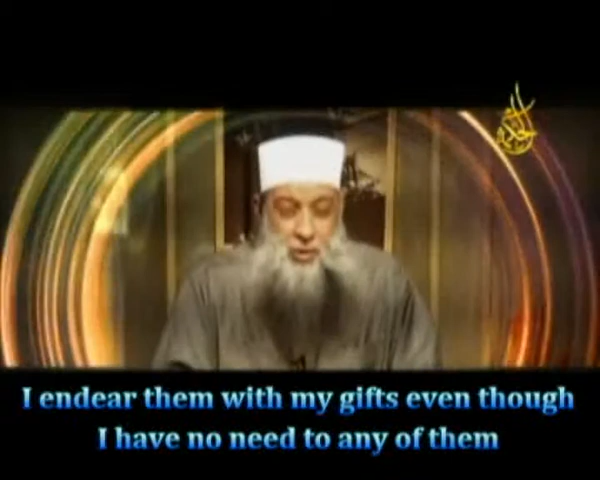 I endear them with my gifts even though
I have no need to any of them